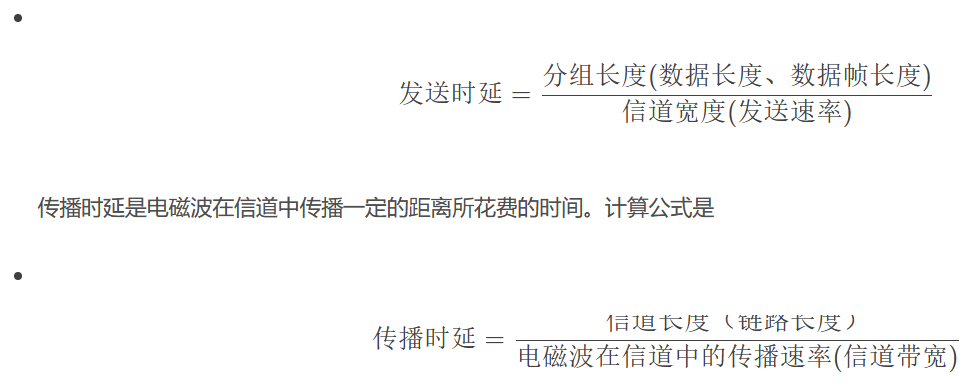 发送时延 = 分组长度(数据长度、数据帧长度) / 信道宽度(发送速率)
传播时延是电磁波在信道中传播一定的距离所花费的时间。计算公式是
传播时延 = 信道长度（链路长度） / 电磁波在信道中的传播速率(信道带宽)